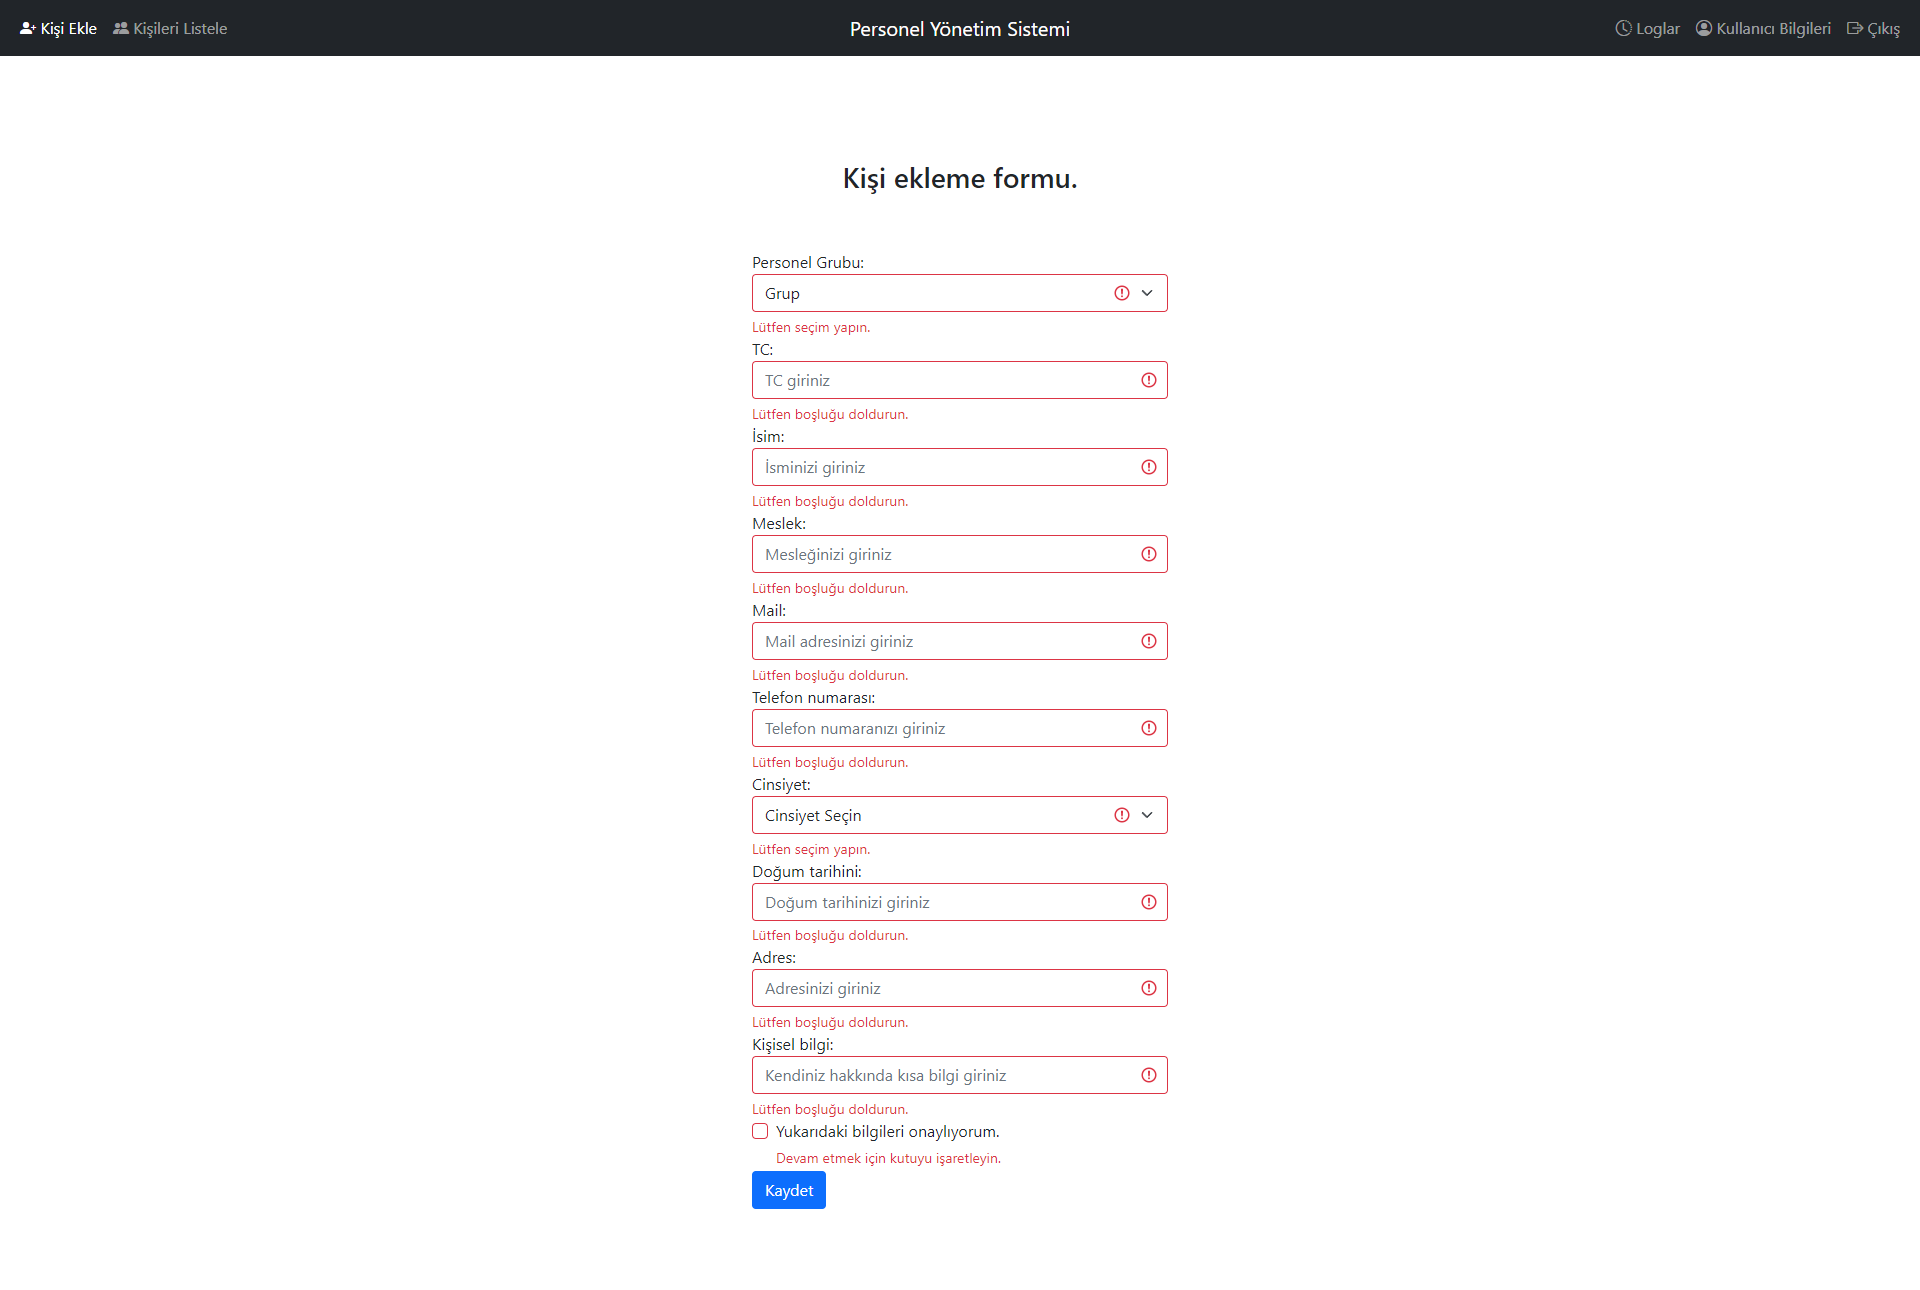 Kişi Ekle Kişileri Listele Personel Yönetim Sistemi Loglar Kullanıcı Bilgileri Çıkış
Kişi ekleme formu.
Personel Grubu:
Grup
Lütfen seçim yapın.
TC:
TC giriniz
Lütfen boşluğu doldurun.
İsim:
İsminizi giriniz
Lütfen boşluğu doldurun.
Meslek:
Mesleğinizi giriniz
Lütfen boşluğu doldurun.
Mail:
Mail adresinizi giriniz
Lütfen boşluğu doldurun.
Telefon numarası:
Telefon numaranızı giriniz
Lütfen boşluğu doldurun.
Cinsiyet:
Cinsiyet Seçin
Lütfen seçim yapın.
Doğum tarihini:
Doğum tarihinizi giriniz
Lütfen boşluğu doldurun.
Adres:
Adresinizi giriniz
Lütfen boşluğu doldurun.
Kişisel bilgi:
Kendiniz hakkında kısa bilgi giriniz
Lütfen boşluğu doldurun.
Yukarıdaki bilgileri onaylıyorum.
Devam etmek için kutuyu işaretleyin.
Kaydet